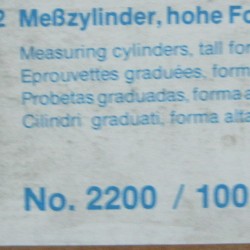 2 Meßzylinder, hohe Fo
Measuring cylinders, tall for
Eprouvettes graduées, form
Probetas graduadas, forma a
Cilindri graduati, forma alta
No. 2200 / 100